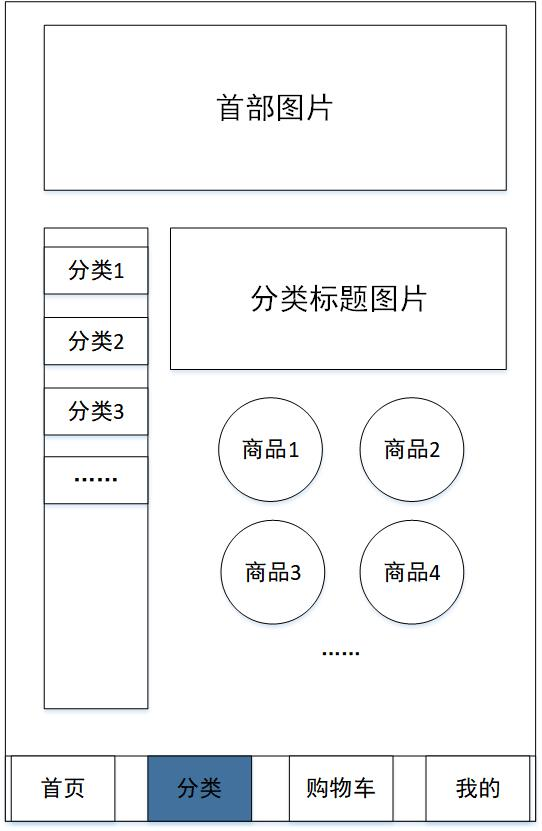 首部图片
分类1
分类2
分类3
······
分类标题图片
商品1
商品2
商品3
商品4
······
首页
分类
购物车
我的